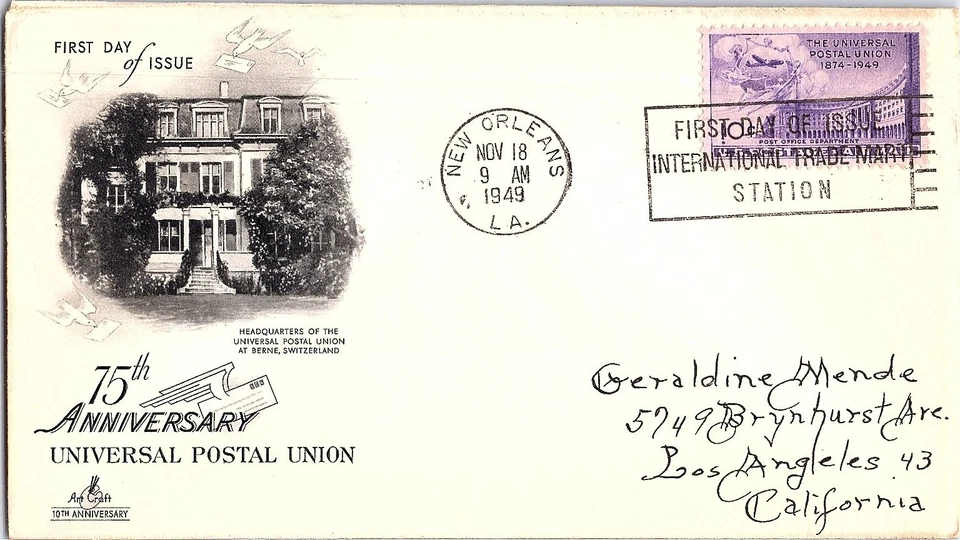 FIRST DAY
of ISSUE
HEADQUARTERS OF THE
UNIVERSAL POSTAL UNION
AT BERNE, SWITZERLAND
75th
ANNIVERSARY
UNIVERSAL POSTAL UNION
Art Craft
10TH ANNIVERSARY
NEW ORLEANS
NOV 18
9 AM
1949
LA.
THE UNIVERSAL
POSTAL UNION
1874-1949
10¢
POST OFFICE DEPARTMENT
FIRST DAY OF ISSUE
INTERNATIONAL TRADE MART
STATION
Geraldine Mende
5749 Brynhurst Ave.
Los Angeles 43
California